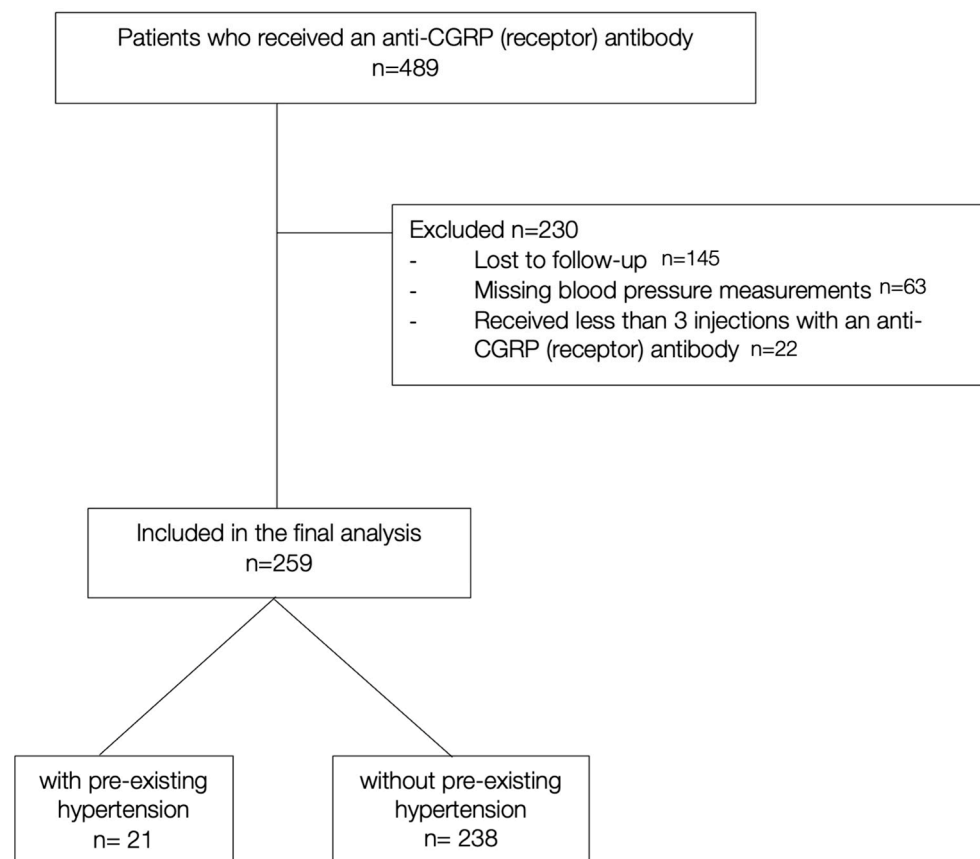 Patients who received an anti-CGRP (receptor) antibody
n=489
Excluded n=230
- Lost to follow-up n=145
- Missing blood pressure measurements n=63
- Received less than 3 injections with an anti-
CGRP (receptor) antibody n=22
Included in the final analysis
n=259
with pre-existing
hypertension
n= 21
without pre-existing
hypertension
n= 238